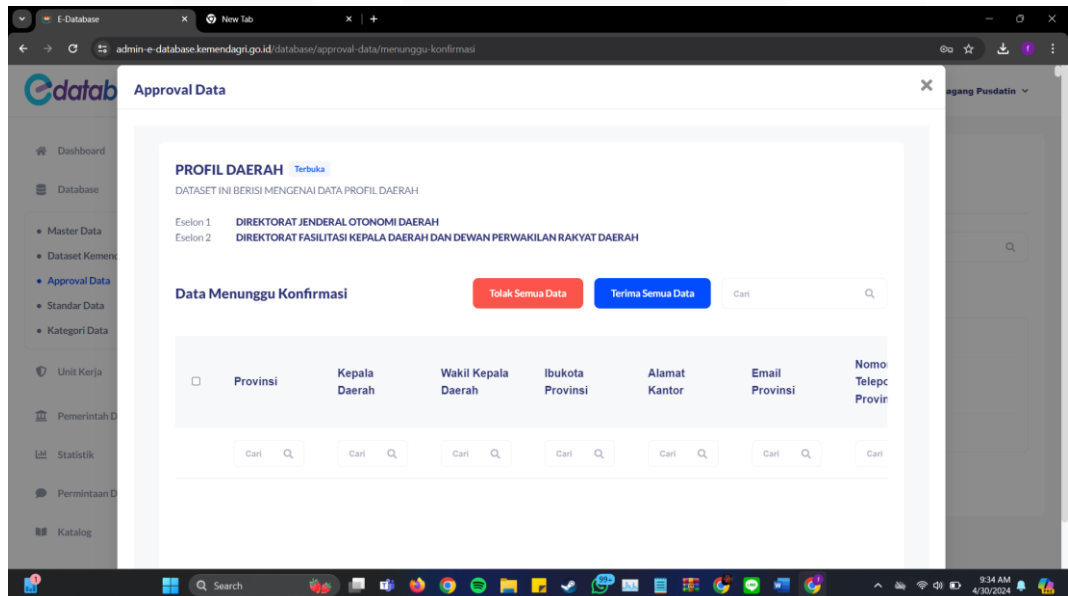 E-Database
New Tab
admin-e-database.kemendagri.go.id/database/approval-data/menunggu-konfirmasi
edatab
Approval Data
agang Pusdatin
Dashboard
Database
Master Data
Dataset Kemend
Approval Data
Standar Data
Kategori Data
Unit Kerja
Pemerintah D
Statistik
Permintaan D
Katalog
PROFIL DAERAH Terbuka
DATASET INI BERISI MENGENAI DATA PROFIL DAERAH
Eselon 1 DIREKTORAT JENDERAL OTONOMI DAERAH
Eselon 2 DIREKTORAT FASILITASI KEPALA DAERAH DAN DEWAN PERWAKILAN RAKYAT DAERAH
Data Menunggu Konfirmasi Tolak Semua Data Terima Semua Data Cari
Provinsi
Kepala Daerah
Wakil Kepala Daerah
Ibukota Provinsi
Alamat Kantor
Email Provinsi
Nomo Telepo Provin
Cari Cari Cari Cari Cari Cari Cari
1
Search
99+
9:34 AM
4/30/2024